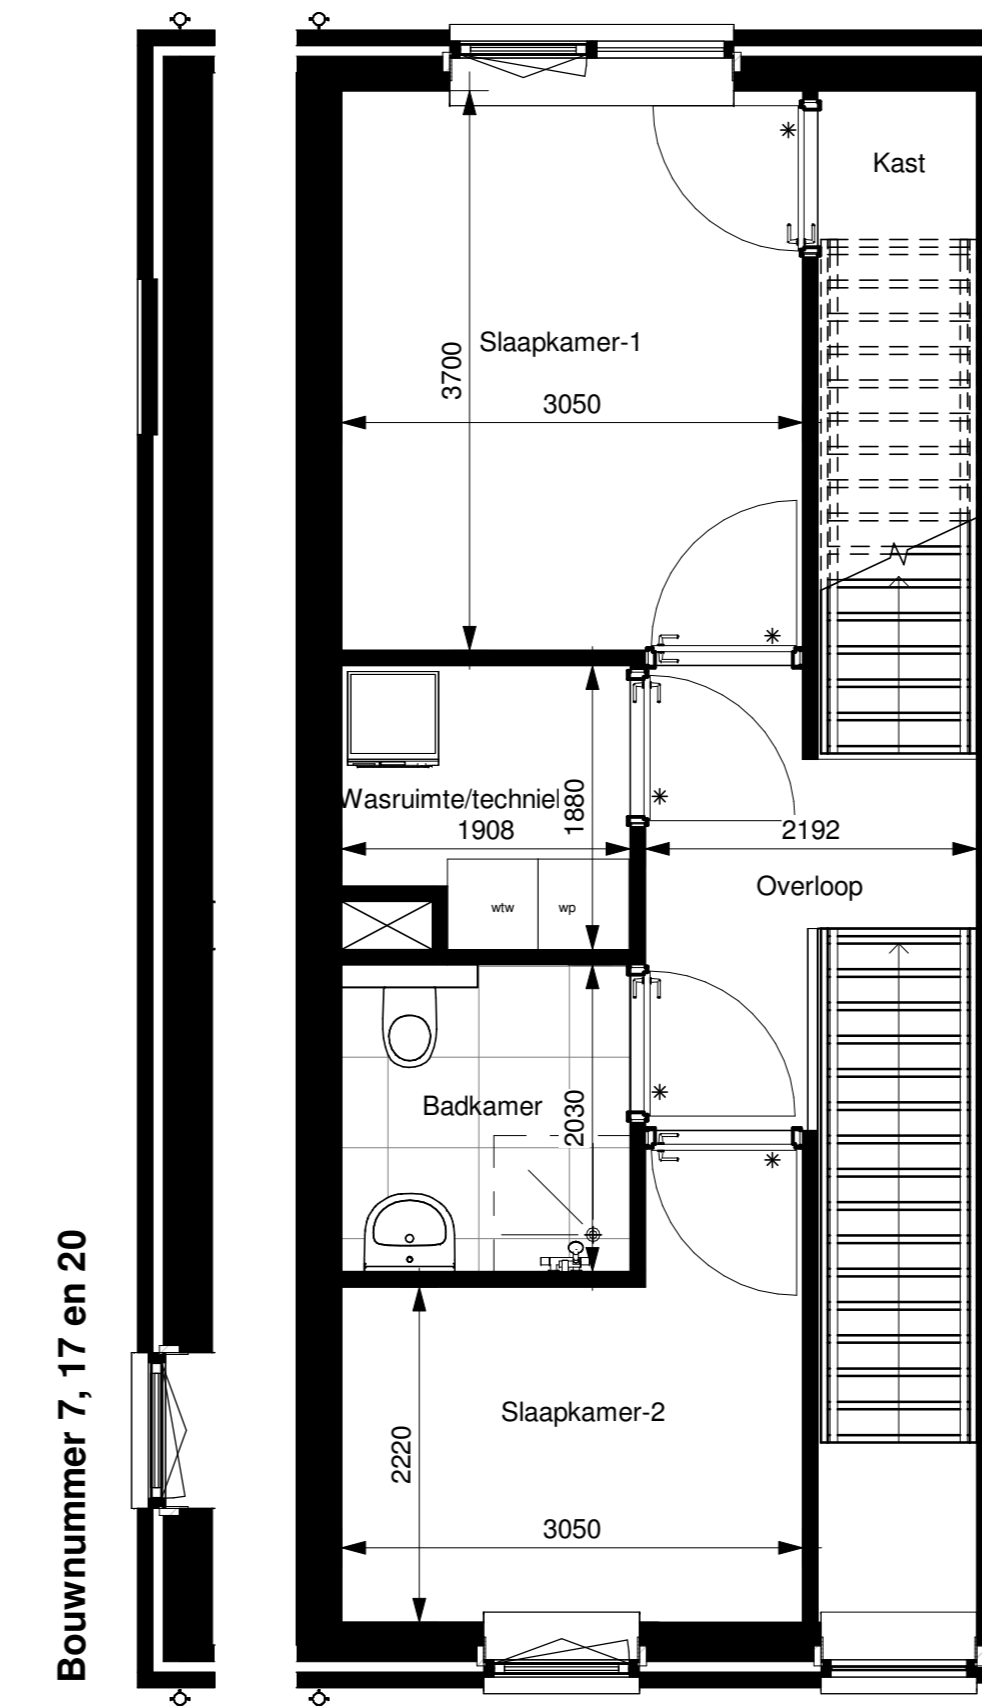 Kast
Slaapkamer-1
3700
3050
Wasruimte/techniel
1908
1880
2192
Overloop
wtw
wp
Badkamer
2030
Slaapkamer-2
2220
3050
Bouwnummer 7, 17 en 20